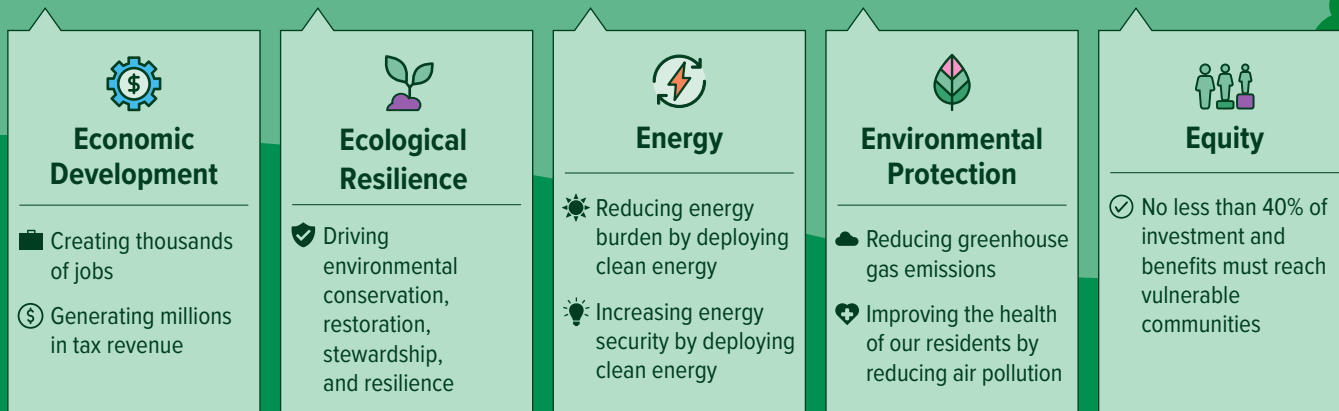 Economic
Development
$
Creating thousands
of jobs
$
Generating millions
in tax revenue
Ecological
Resilience
Driving
environmental
conservation,
restoration,
stewardship,
and resilience
Energy
Reducing energy
burden by deploying
clean energy
Increasing energy
security by deploying
clean energy
Environmental
Protection
Reducing greenhouse
gas emissions
Improving the health
of our residents by
reducing air pollution
Equity
No less than 40% of
investment and
benefits must reach
vulnerable
communities